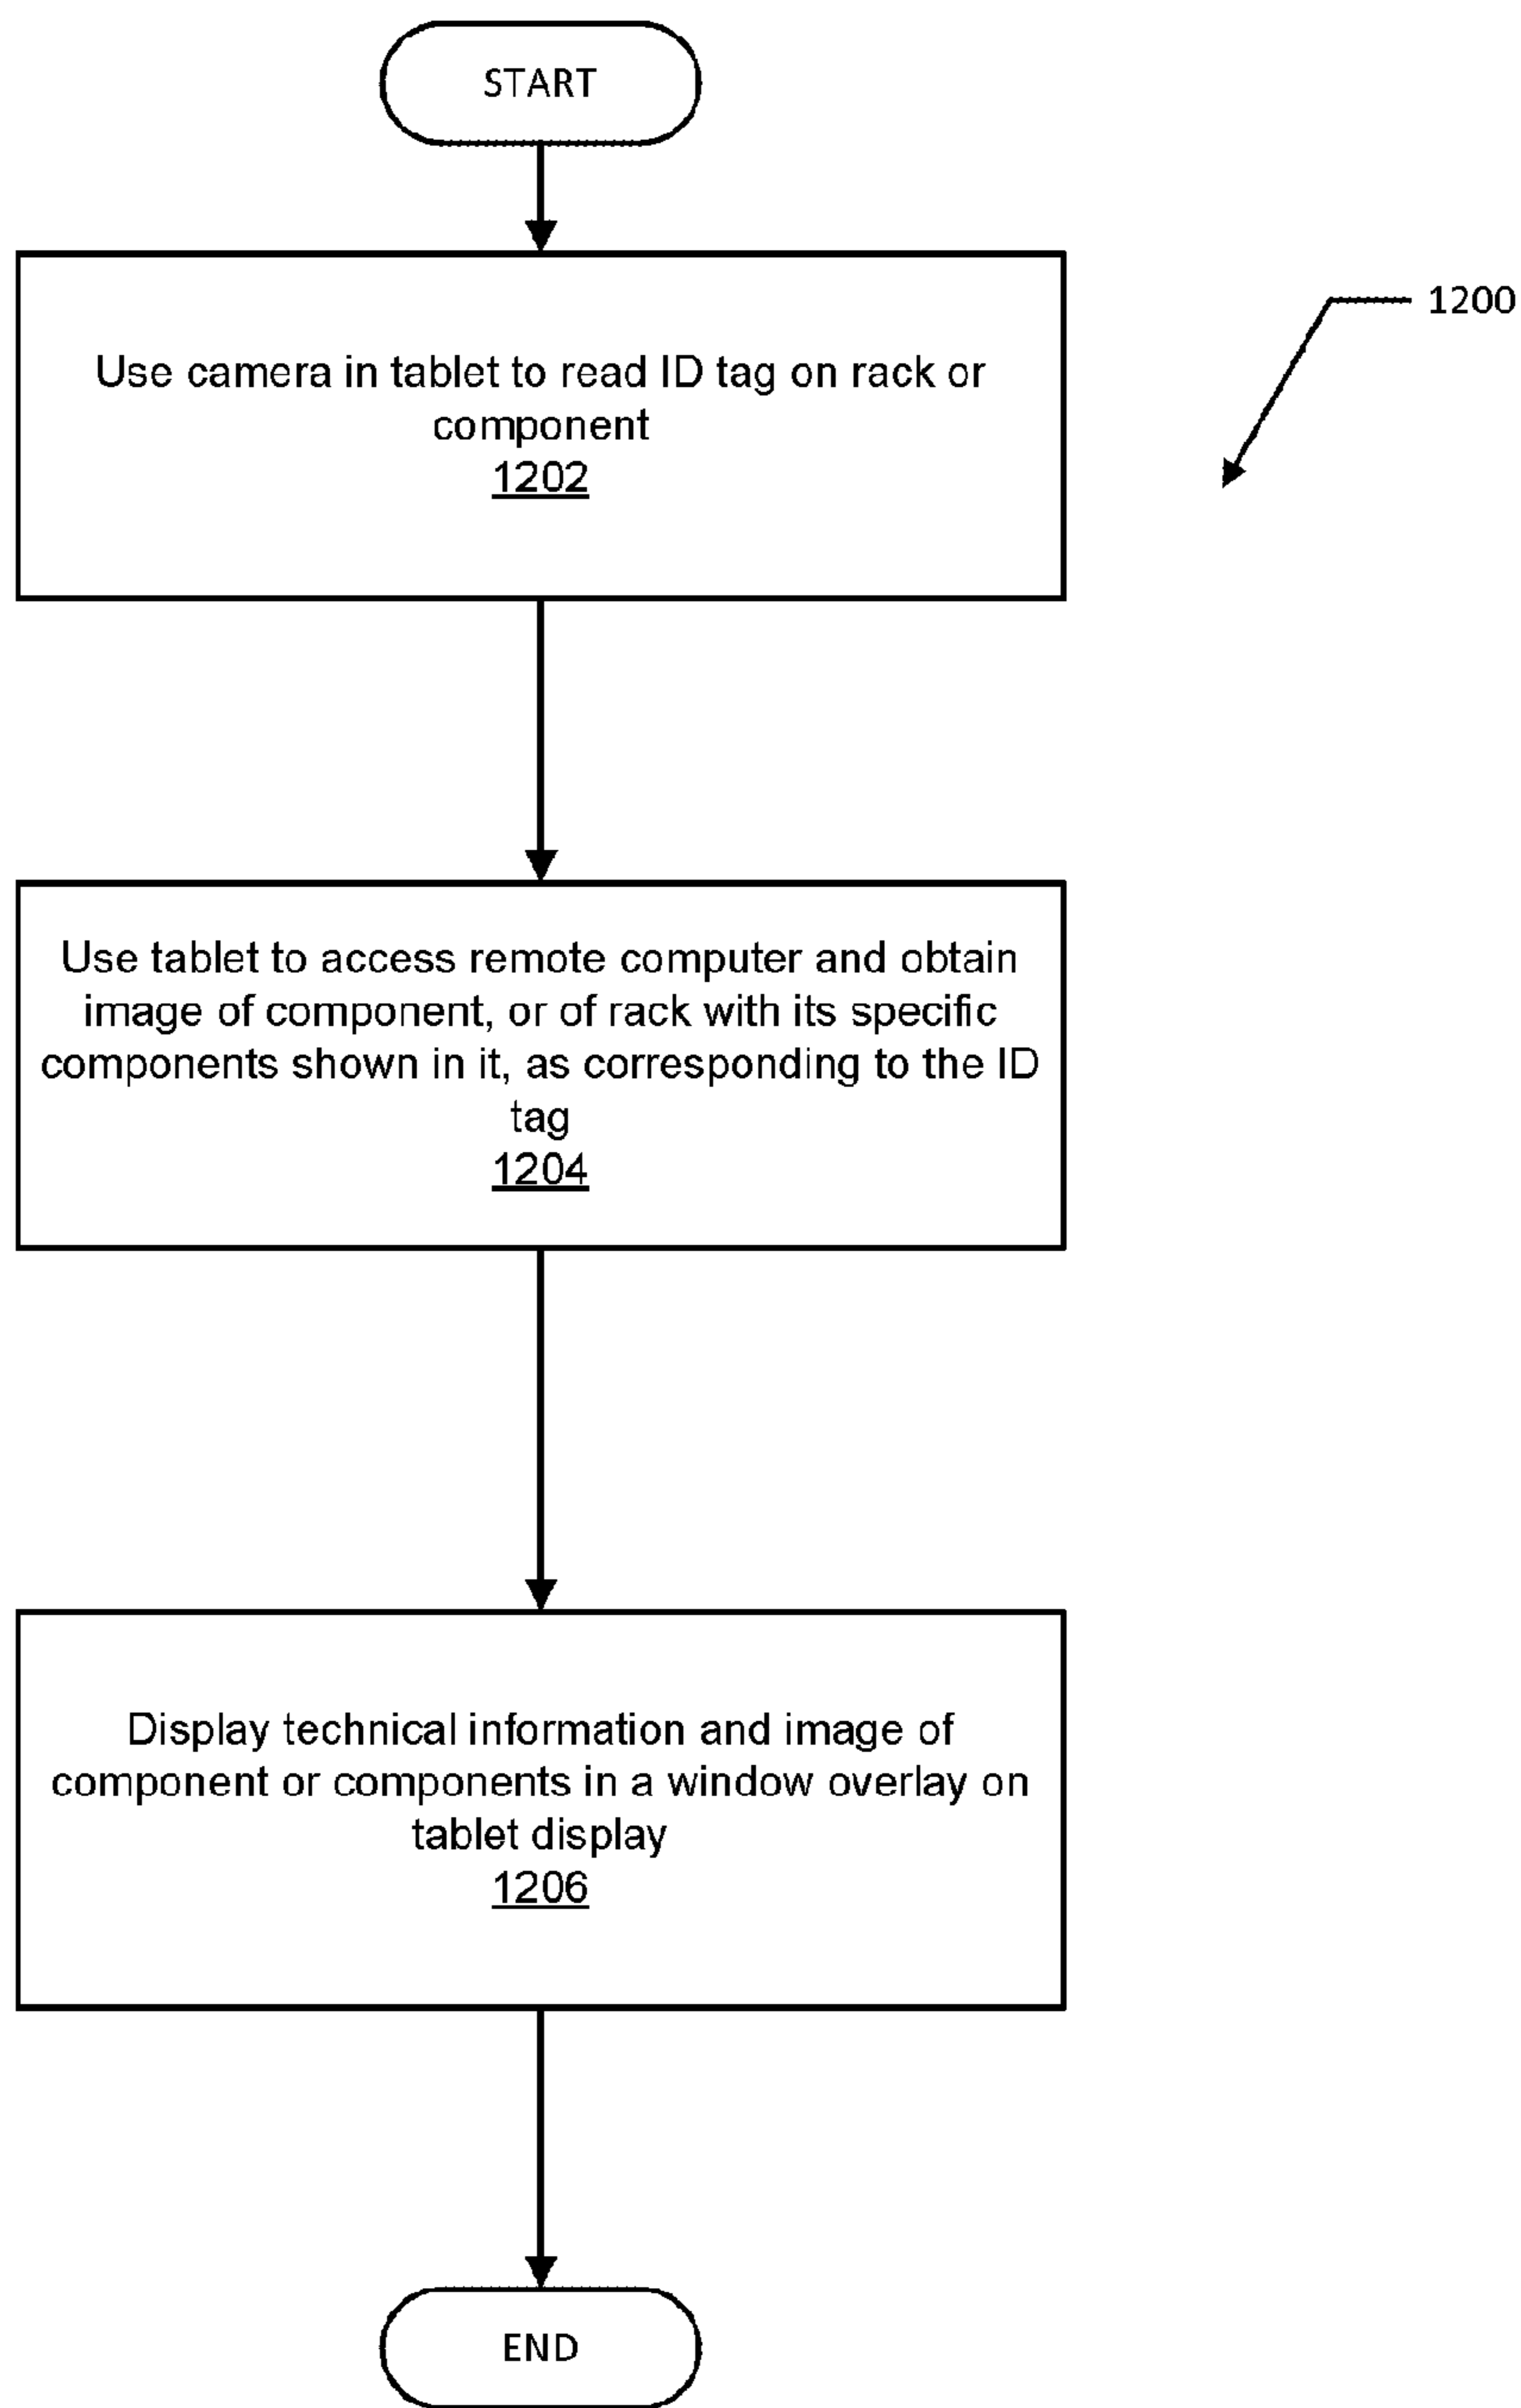 START
Use camera in tablet to read ID tag on rack or
component
1202
1200
Use tablet to access remote computer and obtain
image of component, or of rack with its specific
components shown in it, as corresponding to the ID
tag
1204
Display technical information and image of
component or components in a window overlay on
tablet display
1206
END